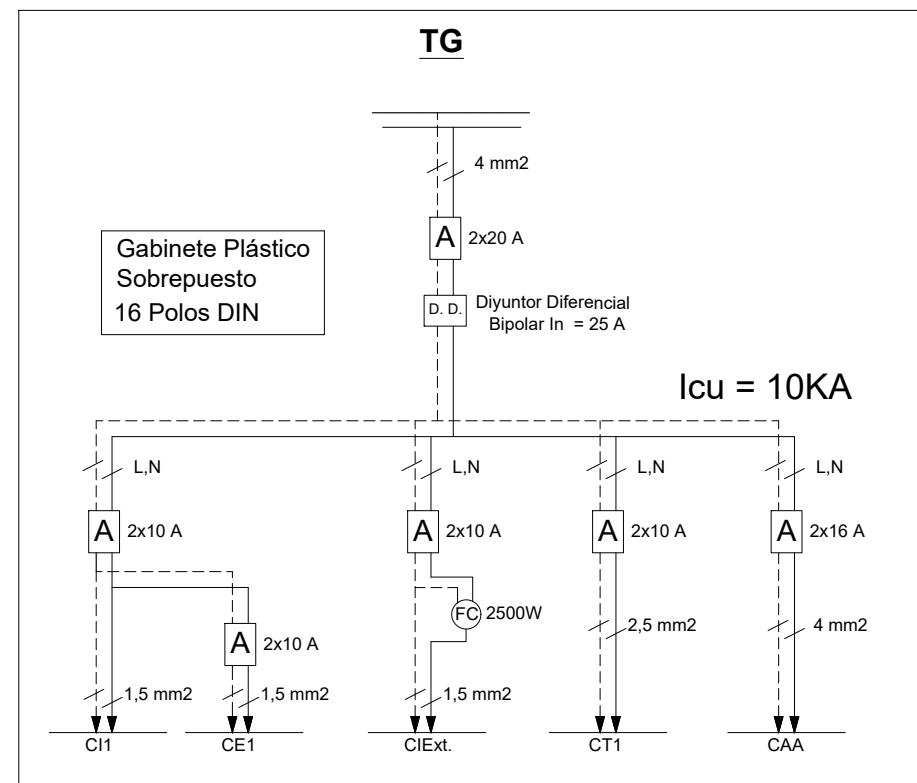 TG
4 mm2
A
2x20 A
Gabinete Plástico
Sobrepuesto
16 Polos DIN
D. D.
Diyuntor Diferencial
Bipolar In = 25 A
Icu = 10KA
L,N
L,N
L,N
L,N
A
2x10 A
A
2x10 A
A
2x10 A
A
2x16 A
FC
2500W
A
2x10 A
2,5 mm2
4 mm2
1,5 mm2
1,5 mm2
1,5 mm2
CI1
CE1
CIExt.
CT1
CAA